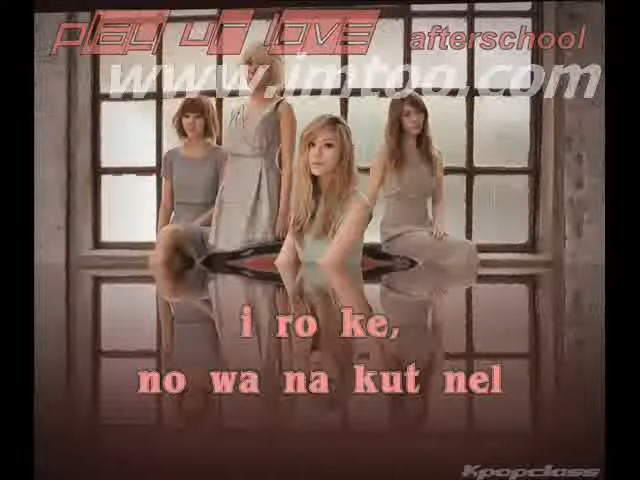 play ur love
afterschool
www.imtoo.com
i ro ke,
no wa na kut nel
Kpopclass